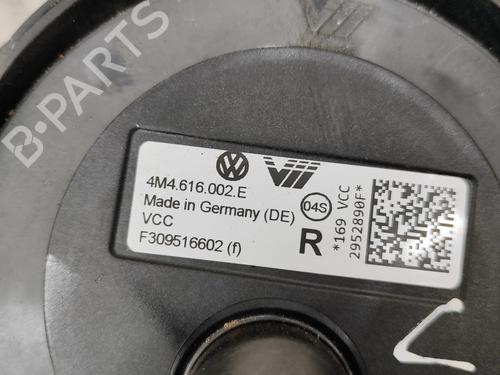 4M4.616.002.E
Made in Germany (DE)
VCC
F309516602 (f)
04S
R
*169 VCC
2952890F*
B-Parts